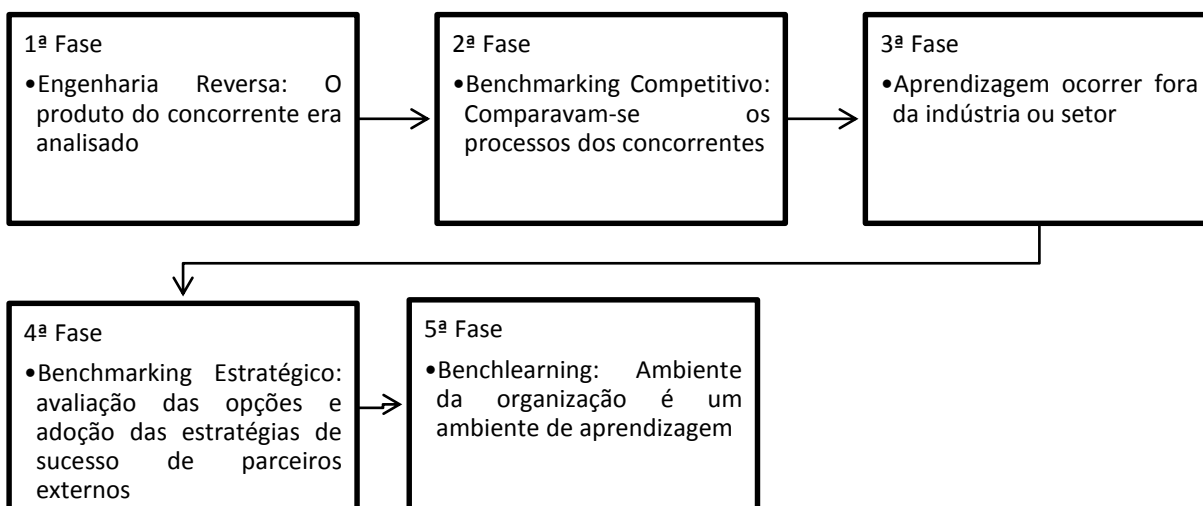 1ª Fase
•Engenharia Reversa: O
produto do concorrente era
analisado
2ª Fase
•Benchmarking Competitivo:
Comparavam-se os
processos dos concorrentes
3ª Fase
•Aprendizagem ocorrer fora
da indústria ou setor
4ª Fase
•Benchmarking Estratégico:
avaliação das opções e
adoção das estratégias de
sucesso de parceiros
externos
5ª Fase
•Benchlearning: Ambiente
da organização é um
ambiente de aprendizagem